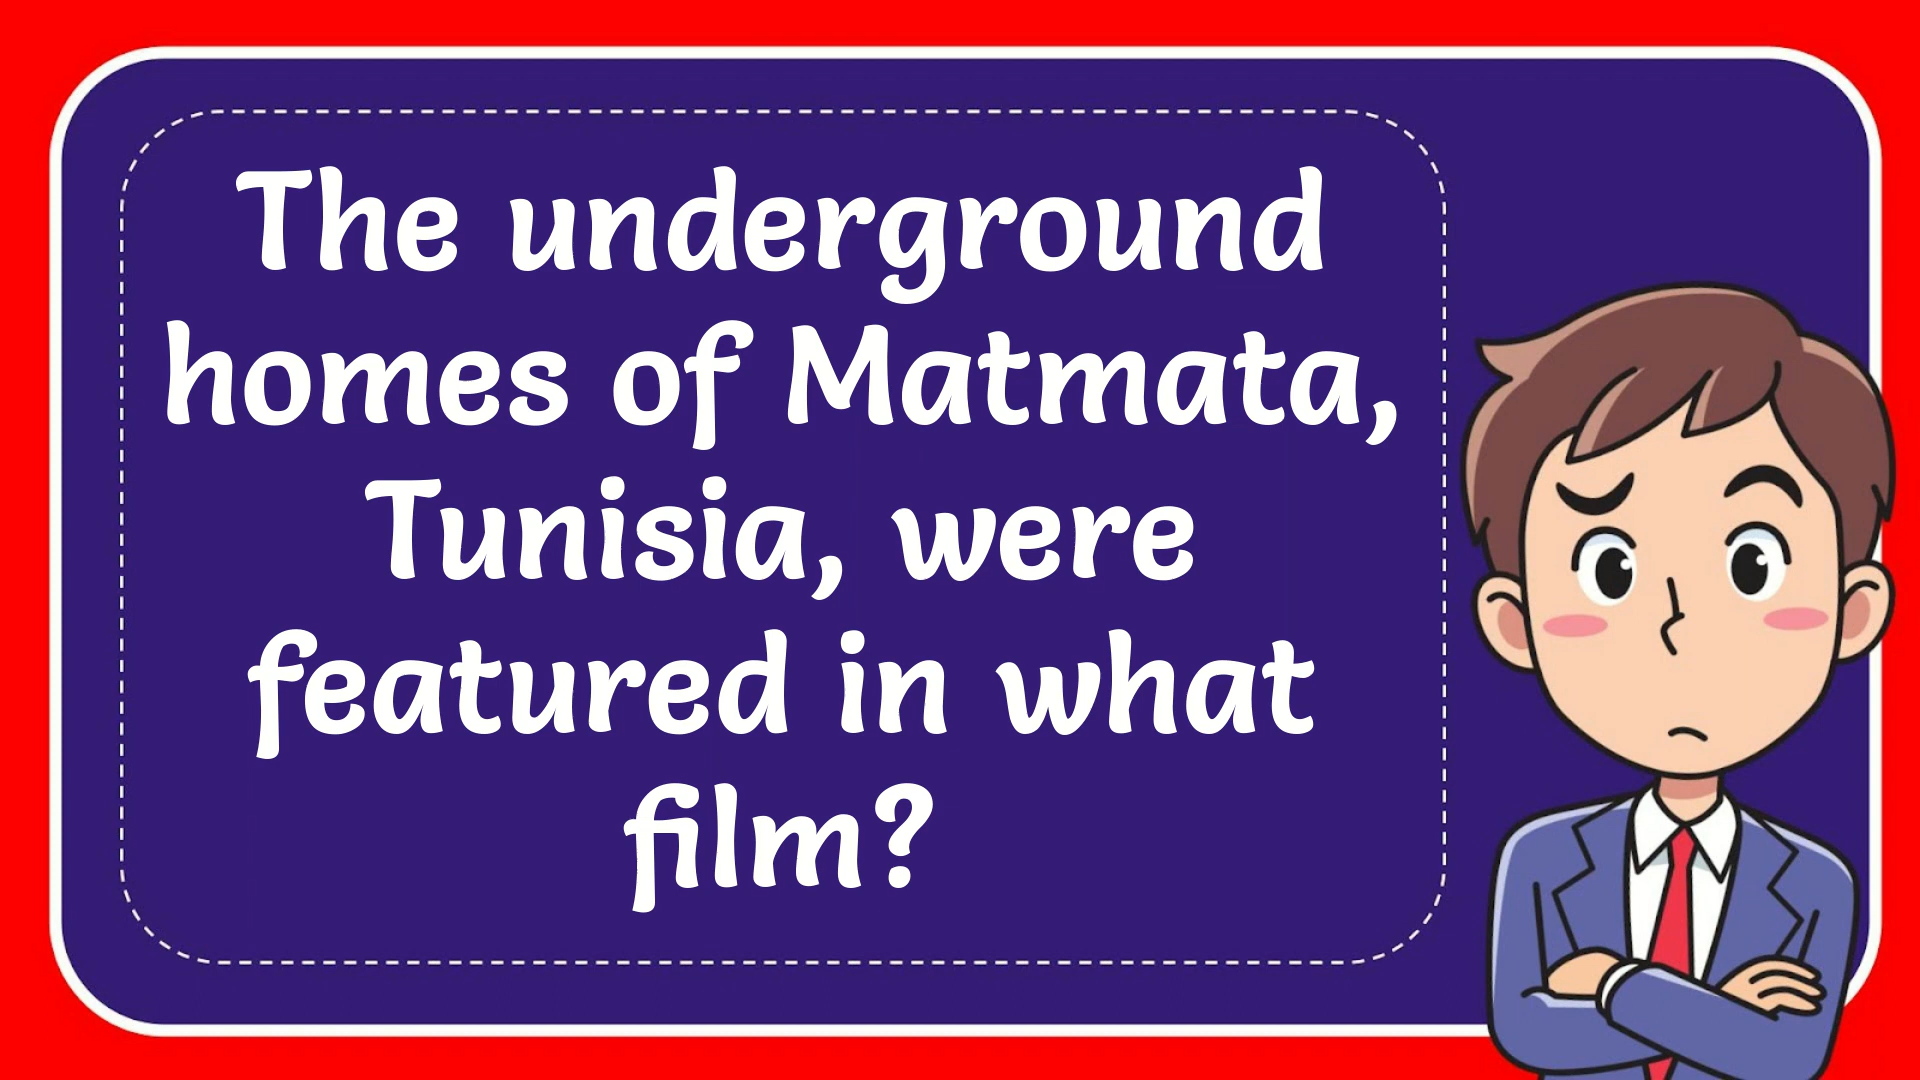 The underground
homes of Matmata,
Tunisia, were
featured in what
film?